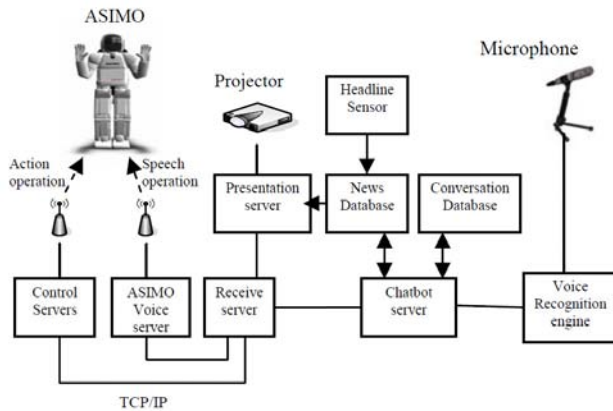 ASIMO
Microphone
Projector
Headline
Sensor
Action
operation
Speech
operation
Presentation
server
News
Database
Conversation
Database
Control
Servers
ASIMO
Voice
server
Receive
server
Chatbot
server
Voice
Recognition
engine
TCP/IP